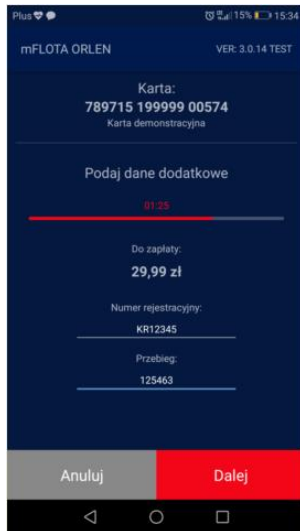 Plus 15% 15:34
mFLOTA ORLEN VER: 3.0.14 TEST
Karta:
789715 199999 00574
Karta demonstracyjna
Podaj dane dodatkowe
01:25
Do zapłaty:
29,99 zł
Numer rejestracyjny:
KR12345
Przebieg:
125463
Anuluj Dalej